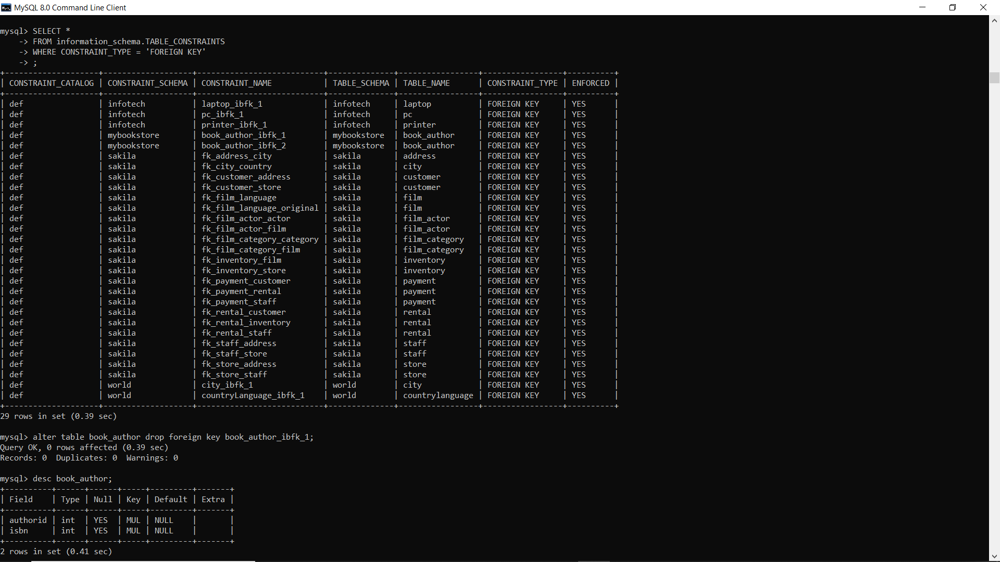 MySQL 8.0 Command Line Client
mysql> SELECT *
    -> FROM information_schema.TABLE_CONSTRAINTS
    -> WHERE CONSTRAINT_TYPE = 'FOREIGN KEY'
    -> ;
+--------------------+-------------------+---------------------------+--------------+-----------------+-----------------+----------+
| CONSTRAINT_CATALOG | CONSTRAINT_SCHEMA | CONSTRAINT_NAME           | TABLE_SCHEMA | TABLE_NAME      | CONSTRAINT_TYPE | ENFORCED |
+--------------------+-------------------+---------------------------+--------------+-----------------+-----------------+----------+
| def                | infotech          | laptop_ibfk_1             | infotech     | laptop          | FOREIGN KEY     | YES      |
| def                | infotech          | pc_ibfk_1                 | infotech     | pc              | FOREIGN KEY     | YES      |
| def                | infotech          | printer_ibfk_1            | infotech     | printer         | FOREIGN KEY     | YES      |
| def                | mybookstore       | book_author_ibfk_1        | mybookstore  | book_author     | FOREIGN KEY     | YES      |
| def                | mybookstore       | book_author_ibfk_2        | mybookstore  | book_author     | FOREIGN KEY     | YES      |
| def                | sakila            | fk_address_city           | sakila       | address         | FOREIGN KEY     | YES      |
| def                | sakila            | fk_city_country           | sakila       | city            | FOREIGN KEY     | YES      |
| def                | sakila            | fk_customer_address       | sakila       | customer        | FOREIGN KEY     | YES      |
| def                | sakila            | fk_customer_store         | sakila       | customer        | FOREIGN KEY     | YES      |
| def                | sakila            | fk_film_language          | sakila       | film            | FOREIGN KEY     | YES      |
| def                | sakila            | fk_film_language_original | sakila       | film            | FOREIGN KEY     | YES      |
| def                | sakila            | fk_film_actor_actor       | sakila       | film_actor      | FOREIGN KEY     | YES      |
| def                | sakila            | fk_film_actor_film        | sakila       | film_actor      | FOREIGN KEY     | YES      |
| def                | sakila            | fk_film_category_category | sakila       | film_category   | FOREIGN KEY     | YES      |
| def                | sakila            | fk_film_category_film     | sakila       | film_category   | FOREIGN KEY     | YES      |
| def                | sakila            | fk_inventory_film         | sakila       | inventory       | FOREIGN KEY     | YES      |
| def                | sakila            | fk_inventory_store        | sakila       | inventory       | FOREIGN KEY     | YES      |
| def                | sakila            | fk_payment_customer       | sakila       | payment         | FOREIGN KEY     | YES      |
| def                | sakila            | fk_payment_rental         | sakila       | payment         | FOREIGN KEY     | YES      |
| def                | sakila            | fk_payment_staff          | sakila       | payment         | FOREIGN KEY     | YES      |
| def                | sakila            | fk_rental_customer        | sakila       | rental          | FOREIGN KEY     | YES      |
| def                | sakila            | fk_rental_inventory       | sakila       | rental          | FOREIGN KEY     | YES      |
| def                | sakila            | fk_rental_staff           | sakila       | rental          | FOREIGN KEY     | YES      |
| def                | sakila            | fk_staff_address          | sakila       | staff           | FOREIGN KEY     | YES      |
| def                | sakila            | fk_staff_store            | sakila       | staff           | FOREIGN KEY     | YES      |
| def                | sakila            | fk_store_address          | sakila       | store           | FOREIGN KEY     | YES      |
| def                | sakila            | fk_store_staff            | sakila       | store           | FOREIGN KEY     | YES      |
| def                | world             | city_ibfk_1               | world        | city            | FOREIGN KEY     | YES      |
| def                | world             | countryLanguage_ibfk_1    | world        | countrylanguage | FOREIGN KEY     | YES      |
+--------------------+-------------------+---------------------------+--------------+-----------------+-----------------+----------+
29 rows in set (0.39 sec)
mysql> alter table book_author drop foreign key book_author_ibfk_1;
Query OK, 0 rows affected (0.39 sec)
Records: 0  Duplicates: 0  Warnings: 0
mysql> desc book_author;
+----------+------+------+-----+---------+-------+
| Field    | Type | Null | Key | Default | Extra |
+----------+------+------+-----+---------+-------+
| authorid | int  | YES  | MUL | NULL    |       |
| isbn     | int  | YES  | MUL | NULL    |       |
+----------+------+------+-----+---------+-------+
2 rows in set (0.41 sec)